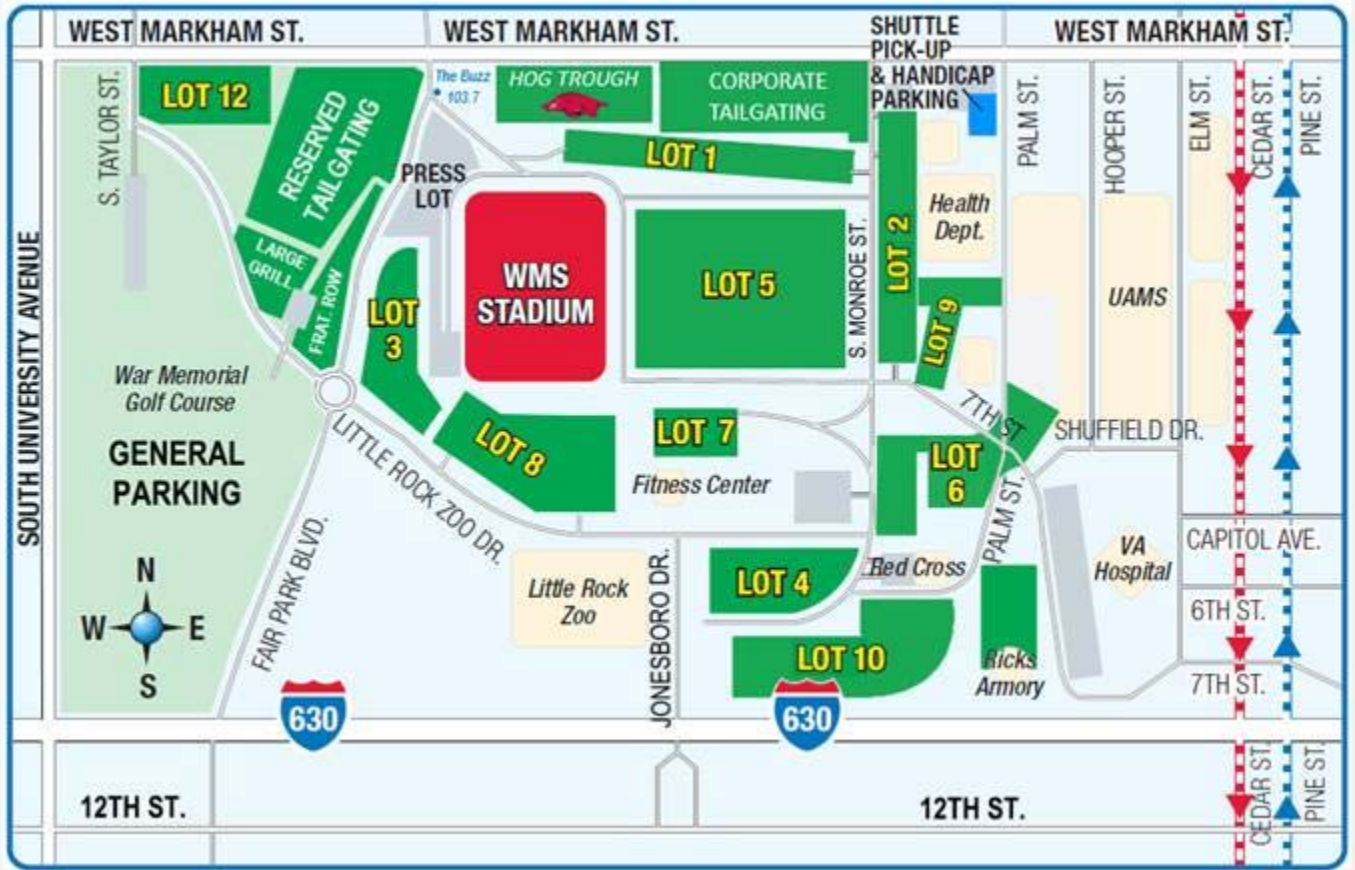 WEST MARKHAM ST.
WEST MARKHAM ST.
SHUTTLE
PICK-UP
& HANDICAP
PARKING
WEST MARKHAM ST.
S. TAYLOR ST.
LOT 12
RESERVED
TAILGATING
The Buzz
103.7
HOG TROUGH
CORPORATE
TAILGATING
LOT 1
PRESS
LOT
PALM ST.
HOOPER ST.
ELM ST.
CEDAR ST.
PINE ST.
SOUTH UNIVERSITY AVENUE
LARGE
GRILL
FRAT. ROW
LOT
3
WMS
STADIUM
LOT 5
S. MONROE ST.
LOT 2
Health
Dept.
LOT 9
UAMS
War Memorial
Golf Course
GENERAL
PARKING
LITTLE ROCK ZOO DR.
LOT 8
LOT 7
Fitness Center
7TH ST
SHUFFIELD DR.
LOT
6
PALM ST.
N
W
E
S
FAIR PARK BLVD.
Little Rock
Zoo
JONESBORO DR.
LOT 4
Red Cross
VA
Hospital
CAPITOL AVE.
6TH ST.
7TH ST.
LOT 10
Ricks
Armory
630
630
12TH ST.
12TH ST.
CEDAR ST.
PINE ST.